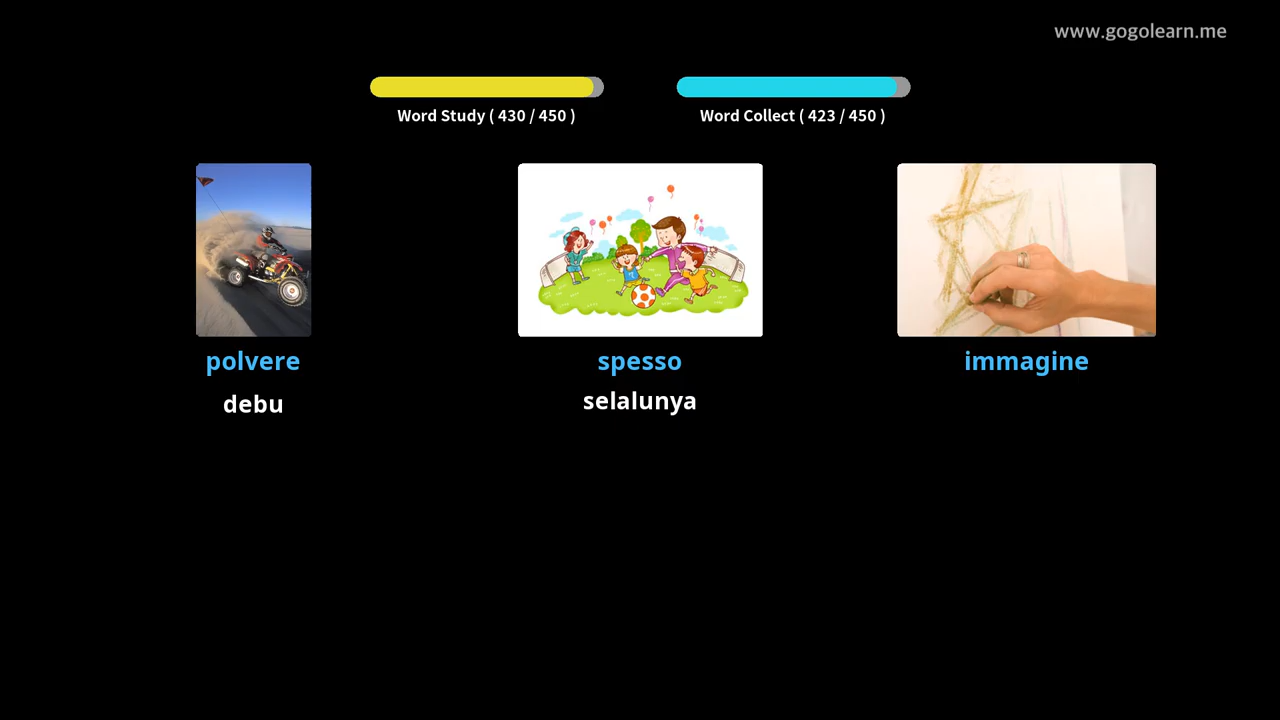 www.gogolearn.me
Word Study ( 430 / 450 )
Word Collect ( 423 / 450 )
polvere
spesso
immagine
debu
selalunya